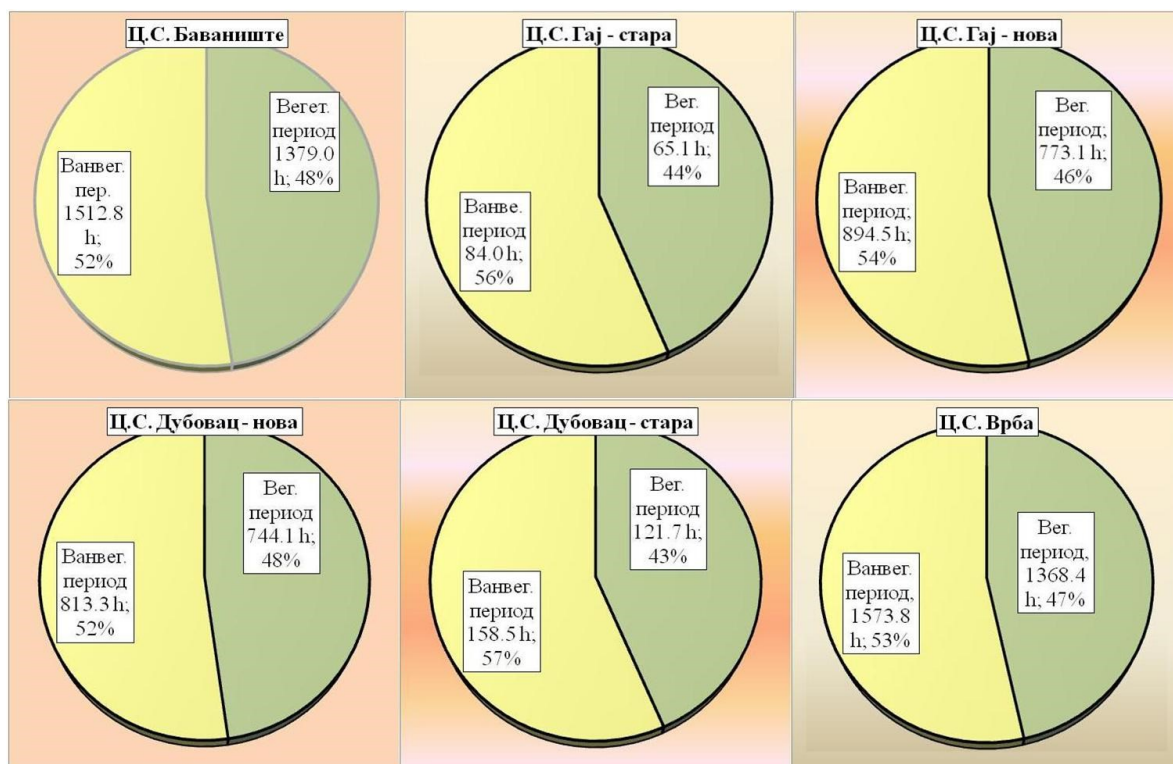 Ц.С. Баваниште
Вегет.
период
1379.0
h; 48%
Ванвег.
пер.
1512.8
h;
52%
Ц.С. Гај - стара
Вег.
период
65.1 h;
44%
Ванве.
период
84.0 h;
56%
Ц.С. Гај - нова
Вег.
период;
773.1 h;
46%
Ванвег.
период;
894.5 h;
54%
Ц.С. Дубовац - нова
Вег.
период
744.1 h;
48%
Ванвег.
период
813.3 h;
52%
Ц.С. Дубовац - стара
Вег.
период
121.7 h;
43%
Ванвег.
период
158.5 h;
57%
Ц.С. Врба
Вег.
период,
1368.4
h; 47%
Ванвег.
период,
1573.8
h; 53%